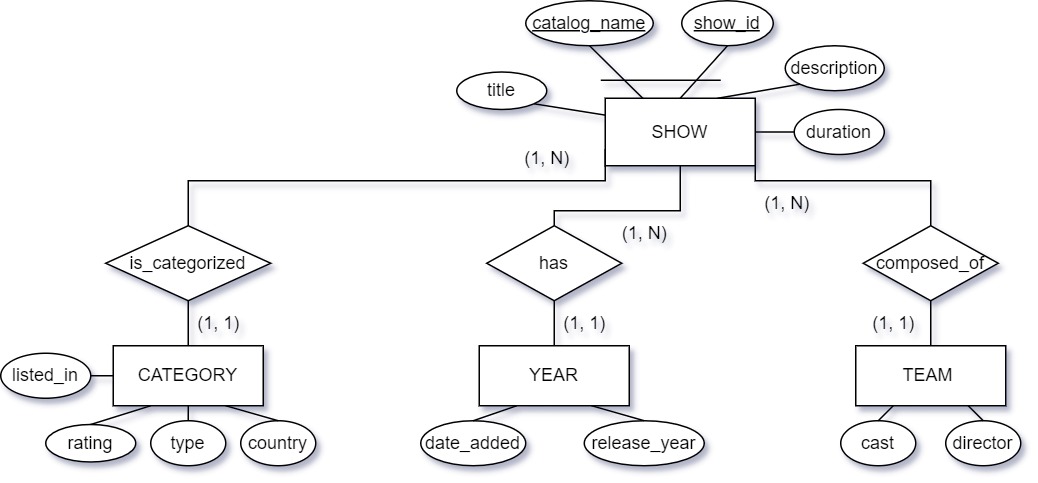 catalog_name
show_id
description
title
SHOW
duration
(1, N)
(1, N)
(1, N)
is_categorized
has
composed_of
(1, 1)
(1, 1)
(1, 1)
listed_in
CATEGORY
YEAR
TEAM
rating
type
country
date_added
release_year
cast
director